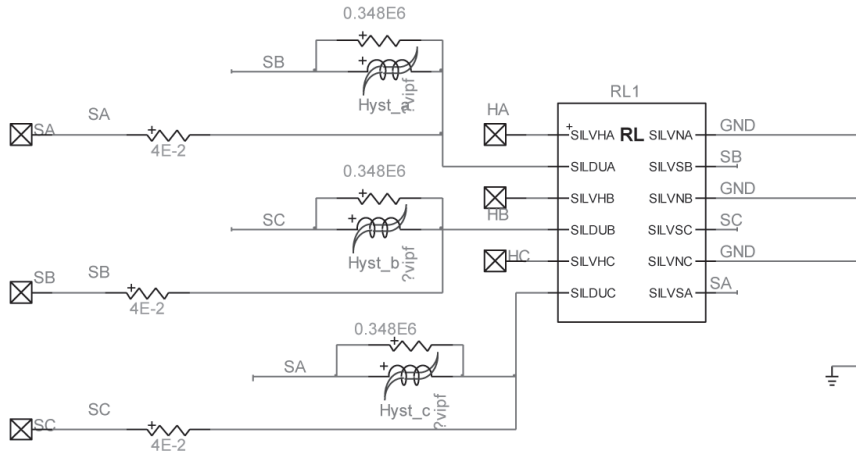 0.348E6
SB
+
+
Hyst_a
?vipf
SA
SA
+
4E-2
0.348E6
SC
+
+
Hyst_b
?vipf
SB
SB
+
4E-2
0.348E6
SA
+
+
Hyst_c
?vipf
SC
SC
+
4E-2
RL1
HA
HB
HC
+
SILVHA RL SILVNA GND
SILDUA SILVSB SB
SILVHB SILVNB GND
SILDUB SILVSC SC
SILVHC SILVNC GND
SILDUC SILVSA SA